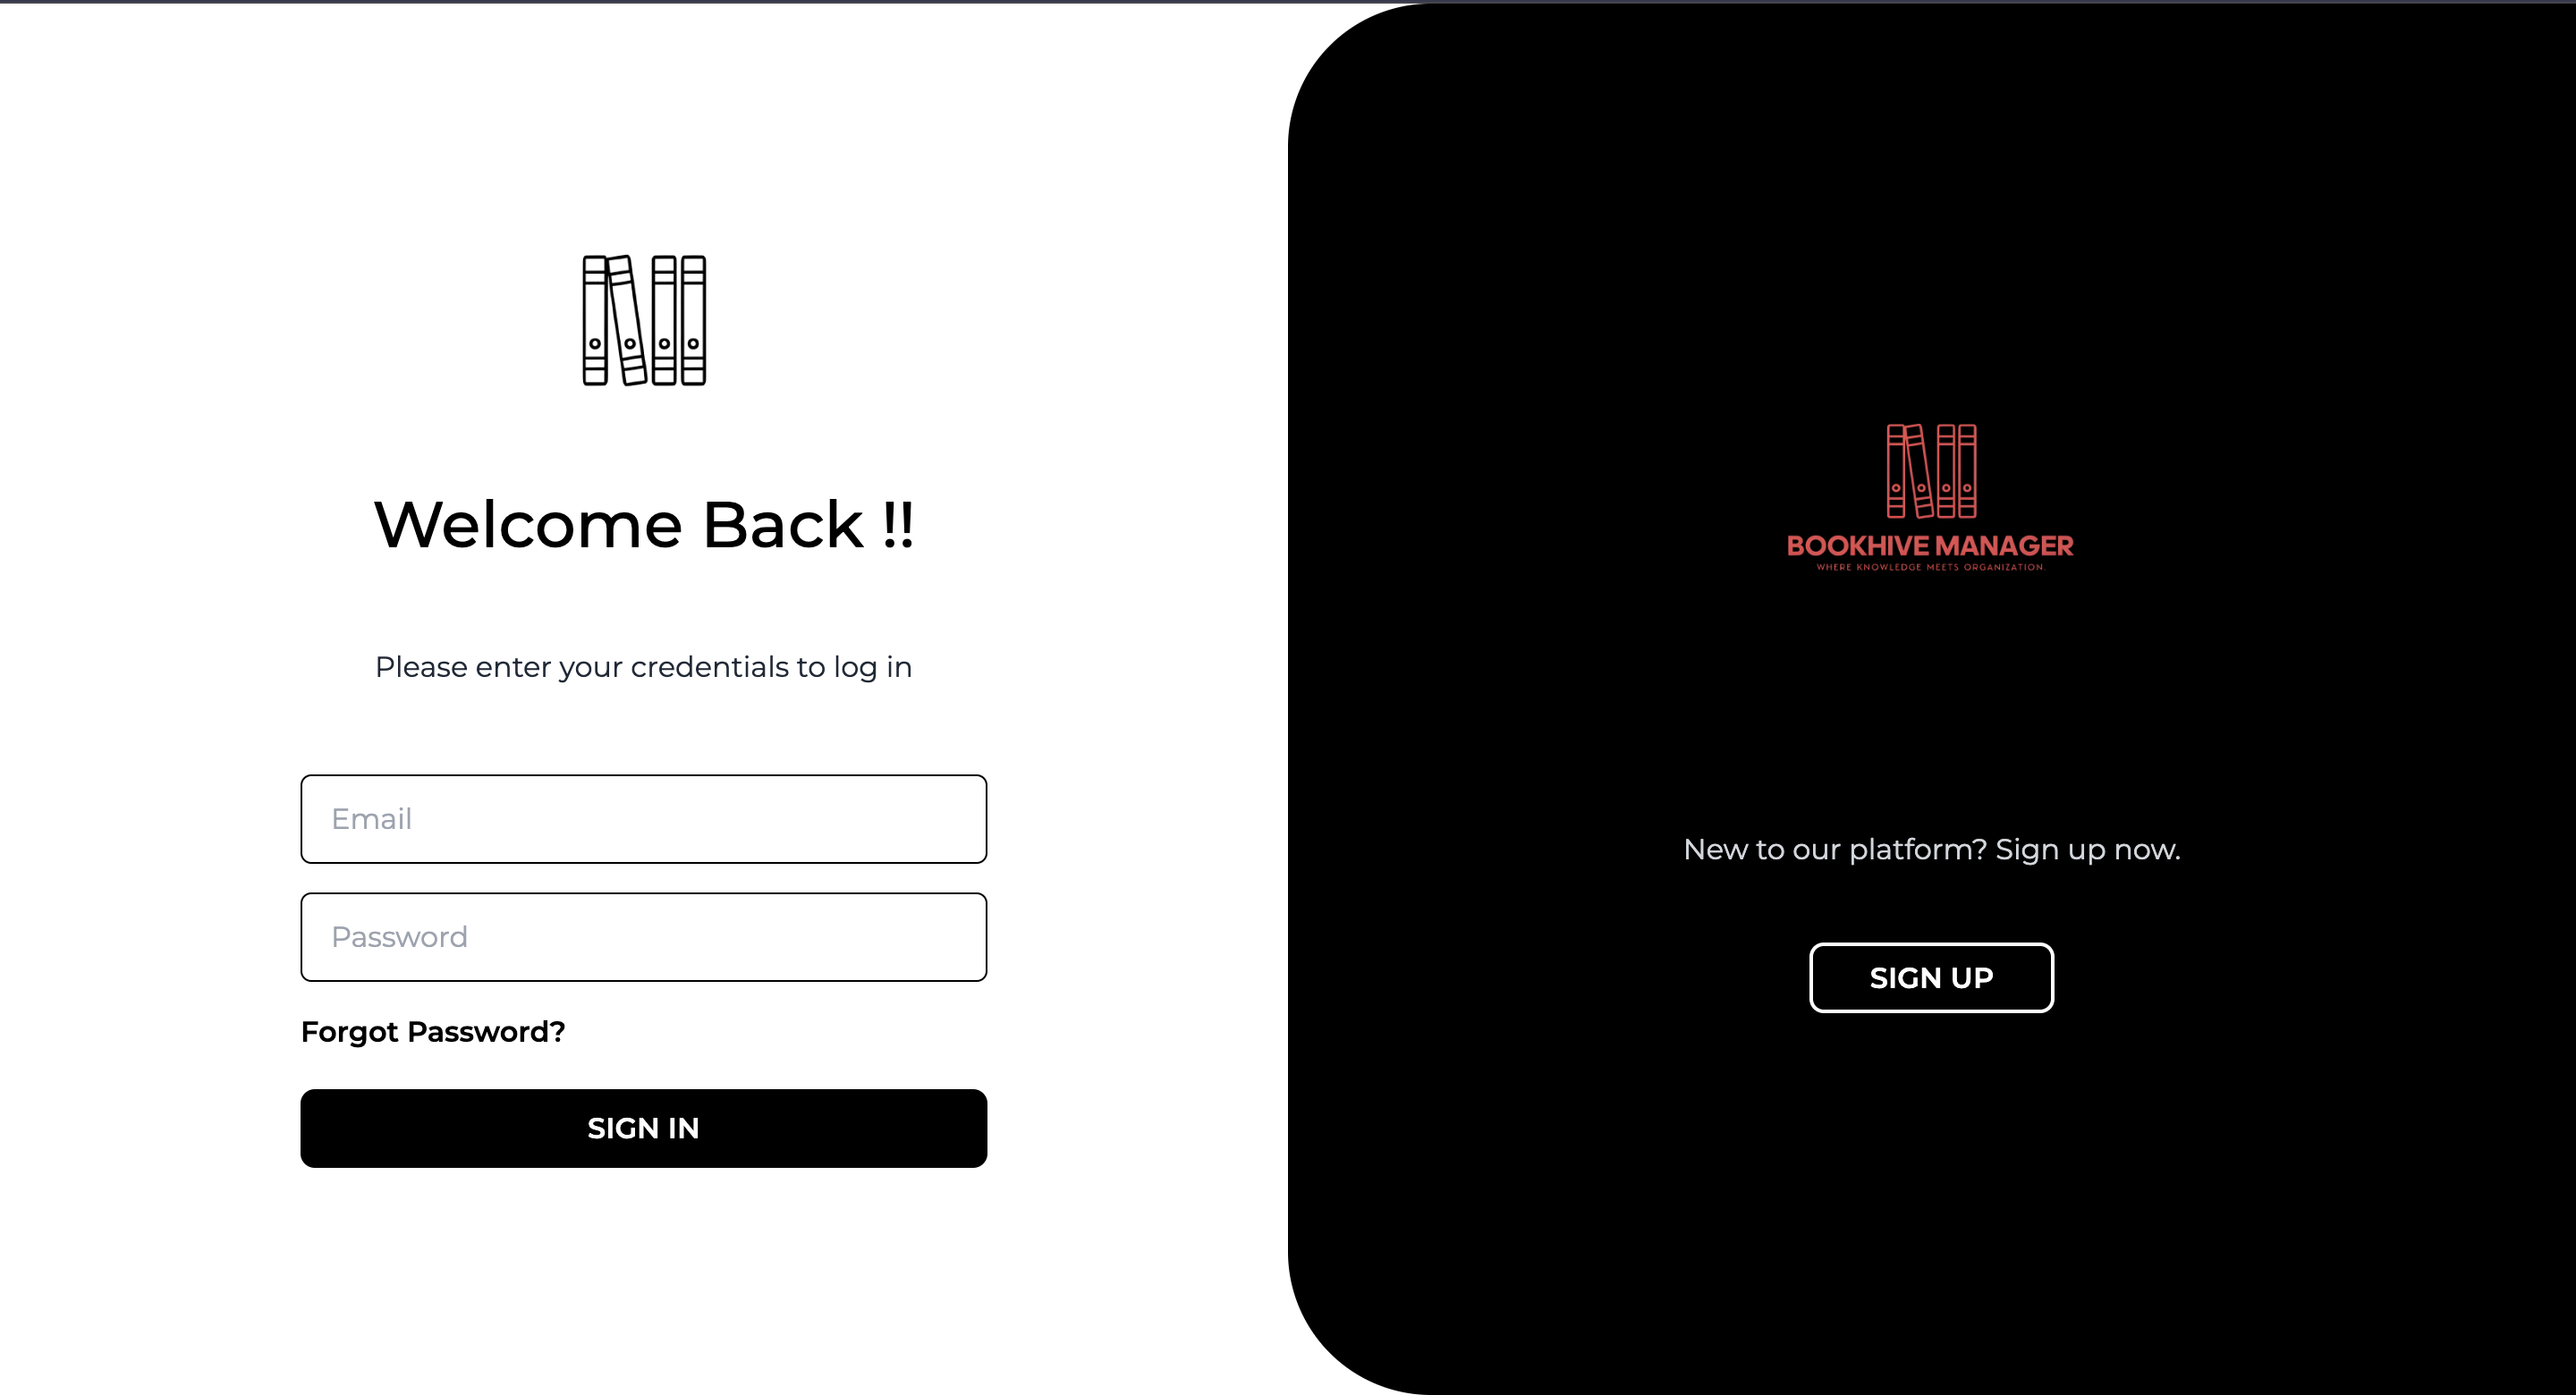 Welcome Back !!
Please enter your credentials to log in
Email
Password
Forgot Password?
SIGN IN
BOOKHIVE MANAGER
WHERE KNOWLEDGE MEETS ORGANIZATION.
New to our platform? Sign up now.
SIGN UP